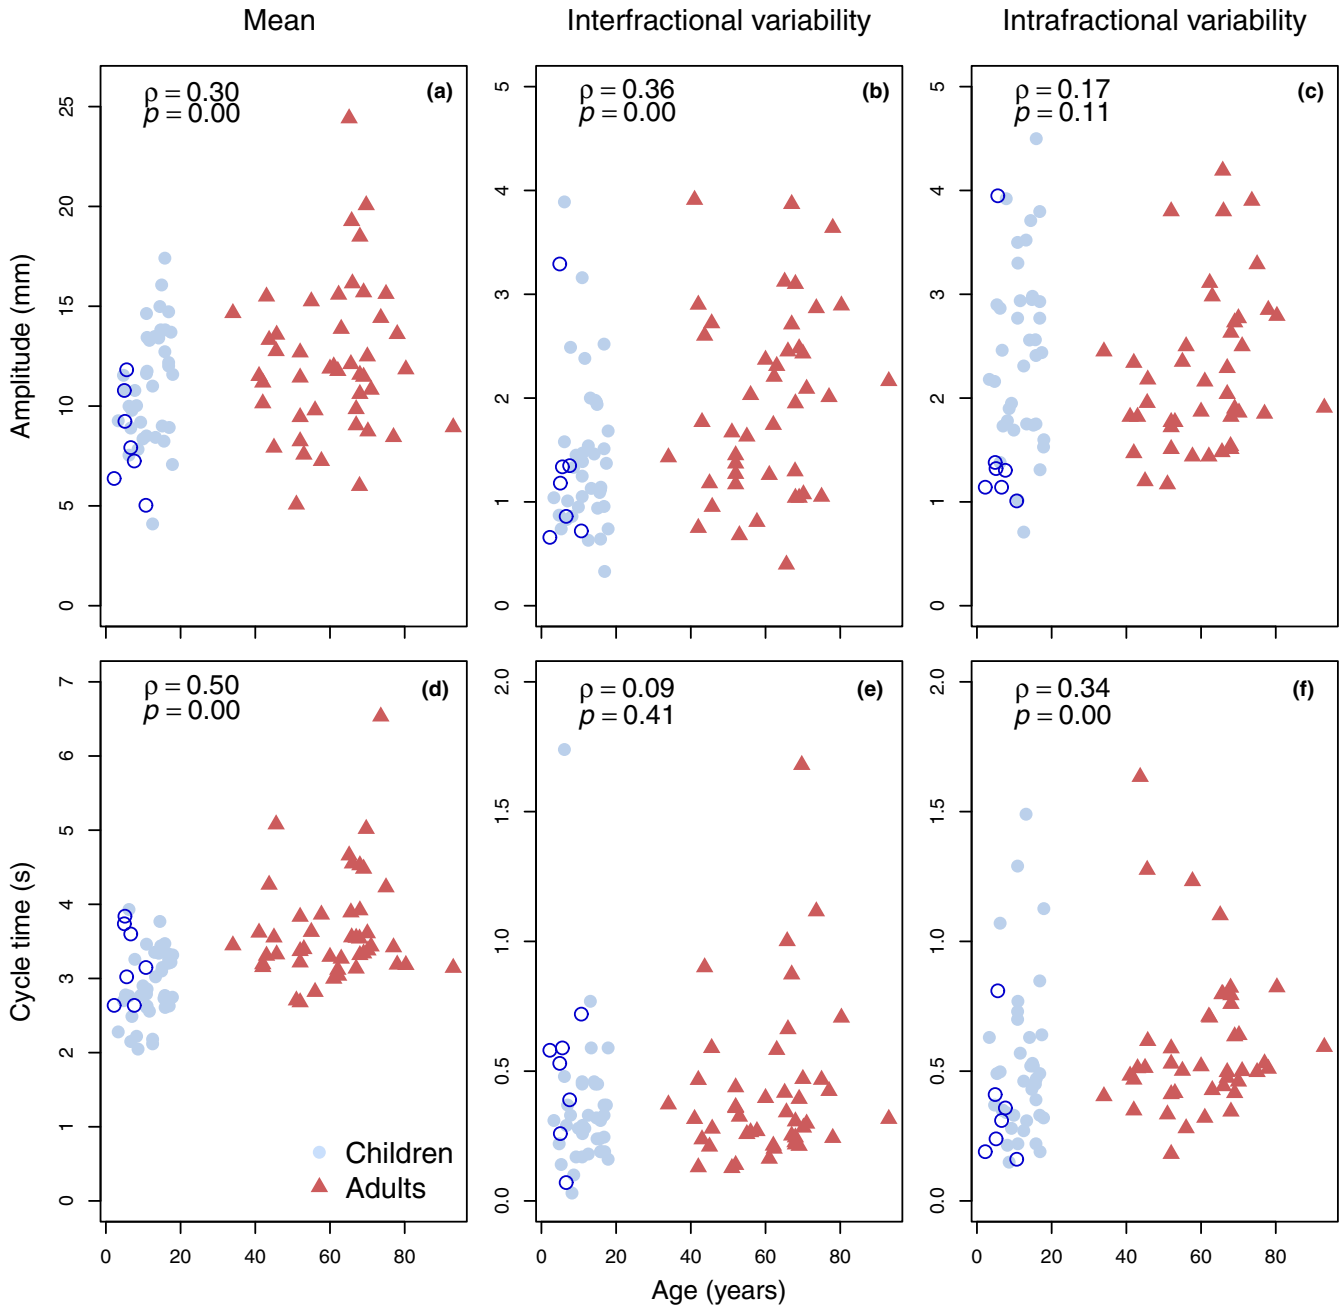 Mean Interfractional variability Intrafractional variability
ρ = 0.30
p = 0.00
(a)
ρ = 0.36
p = 0.00
(b)
ρ = 0.17
p = 0.11
(c)
Amplitude (mm)
0 5 10 15 20 25
0 1 2 3 4 5
0 1 2 3 4 5
ρ = 0.50
p = 0.00
(d)
ρ = 0.09
p = 0.41
(e)
ρ = 0.34
p = 0.00
(f)
Cycle time (s)
0 1 2 3 4 5 6 7
0.0 0.5 1.0 1.5 2.0
0.0 0.5 1.0 1.5 2.0
Children
Adults
0 20 40 60 80
0 20 40 60 80
0 20 40 60 80
Age (years)